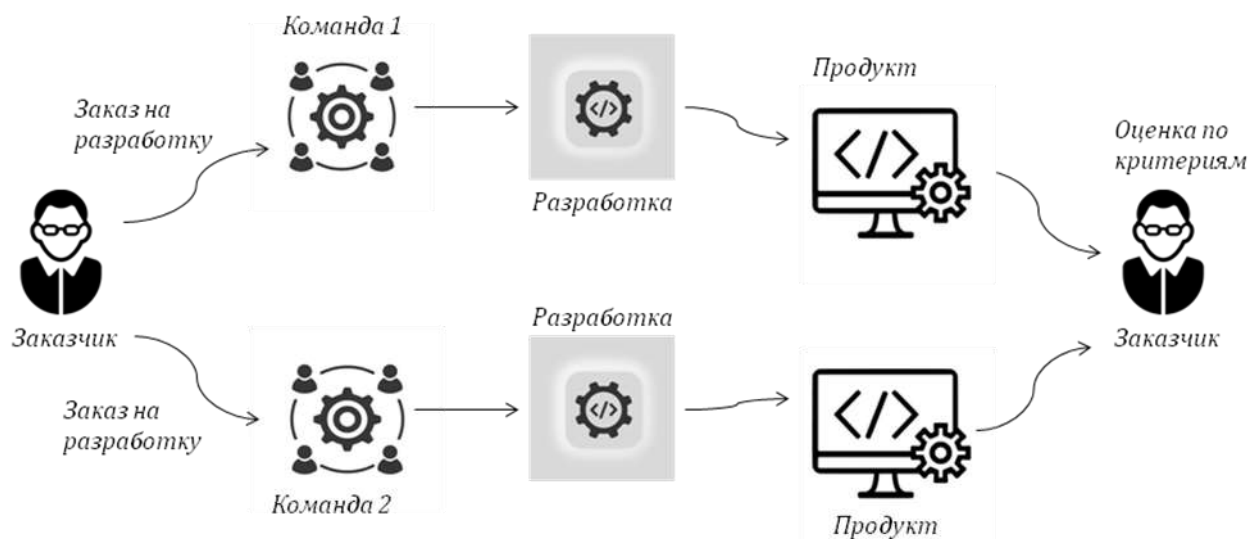 Команда 1
Заказ на
разработку
Разработка
Продукт
Оценка по
критериям
Заказчик
Заказчик
Заказ на
разработку
Разработка
Команда 2
Продукт